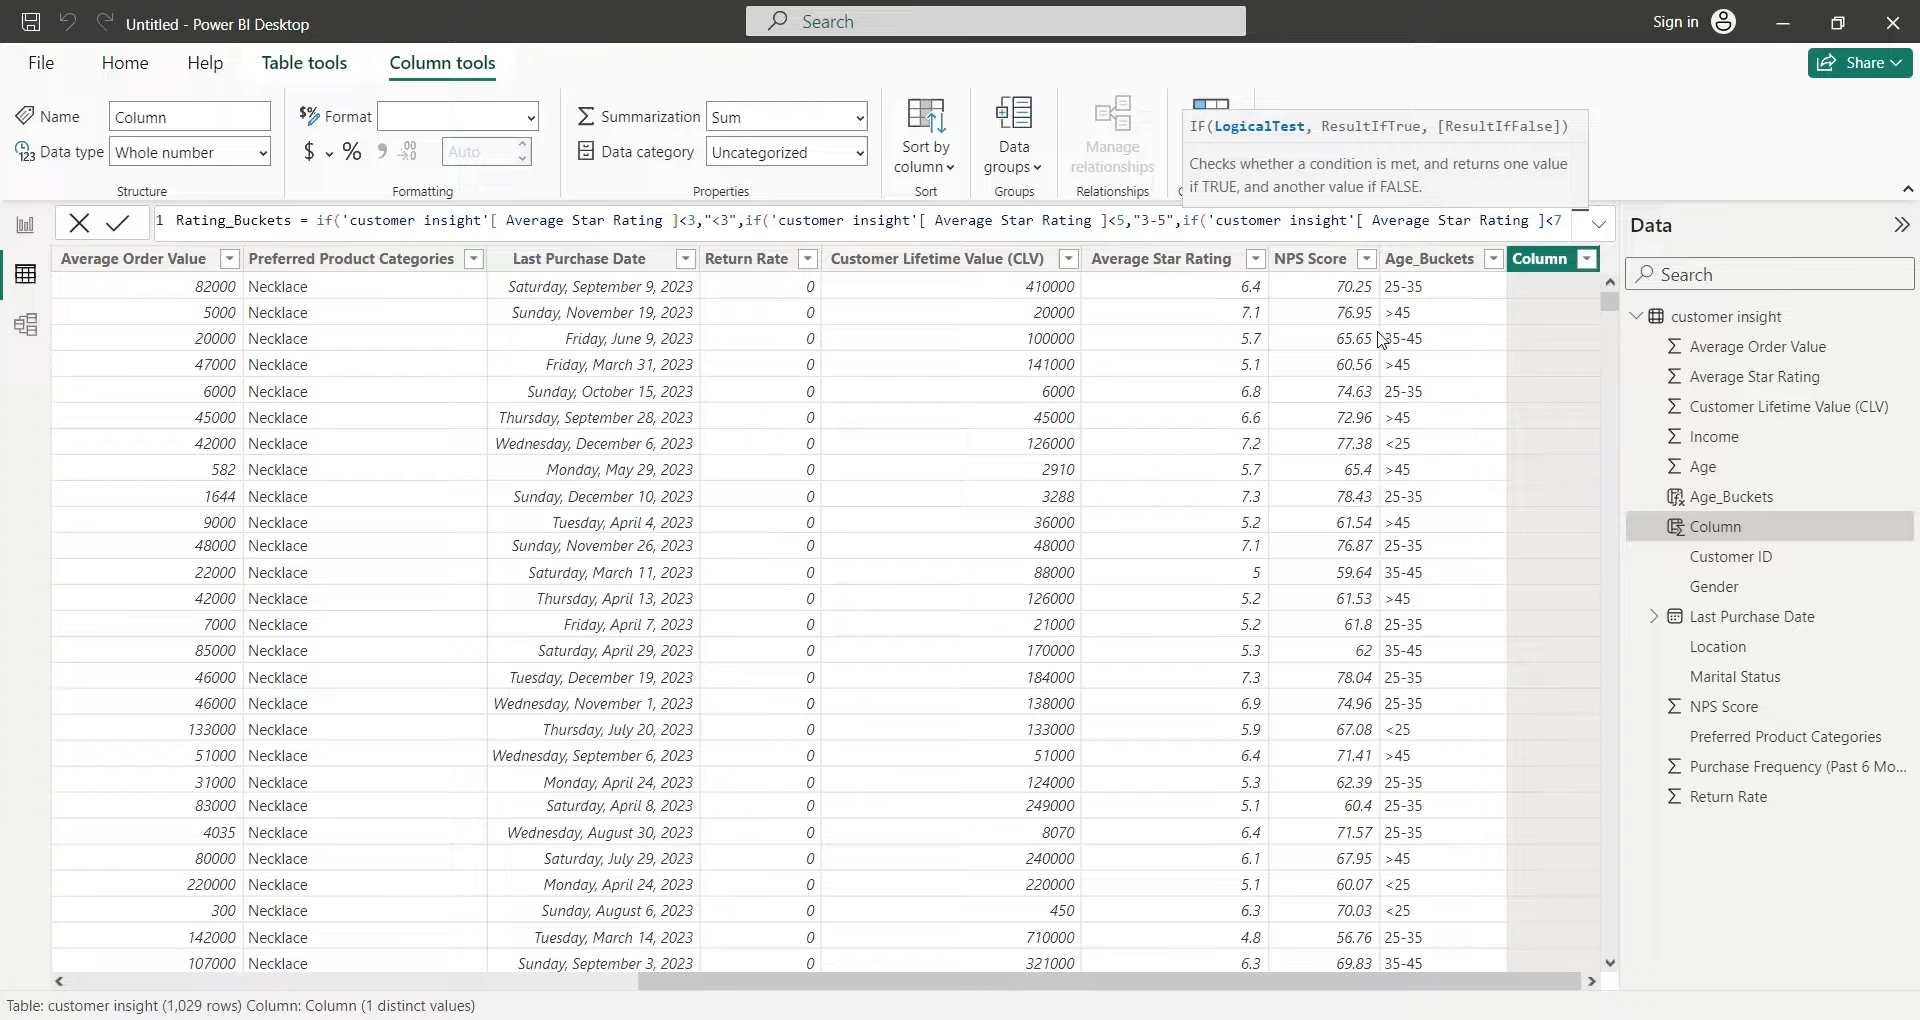 Untitled - Power BI Desktop
Search
Sign in
File Home Help Table tools Column tools
Share
Name Column
Format
Summarization Sum
Data type Whole number
$ % 9 .00 Auto
Data category Uncategorized
Sort by column
Data groups
Manage relationships
Structure Formatting Properties Sort Groups Relationships
IF(LogicalTest, ResultIfTrue, [ResultIfFalse])
Checks whether a condition is met, and returns one value
if TRUE, and another value if FALSE.
1 Rating_Buckets = if('customer insight'[ Average Star Rating ]<3,"<3",if('customer insight'[ Average Star Rating ]<5,"3-5",if('customer insight'[ Average Star Rating ]<7
Average Order Value Preferred Product Categories Last Purchase Date Return Rate Customer Lifetime Value (CLV) Average Star Rating NPS Score Age_Buckets Column
82000 Necklace Saturday, September 9, 2023 0 410000 6.4 70.25 25-35
5000 Necklace Sunday, November 19, 2023 0 20000 7.1 76.95 >45
20000 Necklace Friday, June 9, 2023 0 100000 5.7 65.65 35-45
47000 Necklace Friday, March 31, 2023 0 141000 5.1 60.56 >45
6000 Necklace Sunday, October 15, 2023 0 6000 6.8 74.63 25-35
45000 Necklace Thursday, September 28, 2023 0 45000 6.6 72.96 >45
42000 Necklace Wednesday, December 6, 2023 0 126000 7.2 77.38 <25
582 Necklace Monday, May 29, 2023 0 2910 5.7 65.4 >45
1644 Necklace Sunday, December 10, 2023 0 3288 7.3 78.43 25-35
9000 Necklace Tuesday, April 4, 2023 0 36000 5.2 61.54 >45
48000 Necklace Sunday, November 26, 2023 0 48000 7.1 76.87 25-35
22000 Necklace Saturday, March 11, 2023 0 88000 5 59.64 35-45
42000 Necklace Thursday, April 13, 2023 0 126000 5.2 61.53 >45
7000 Necklace Friday, April 7, 2023 0 21000 5.2 61.8 25-35
85000 Necklace Saturday, April 29, 2023 0 170000 5.3 62 35-45
46000 Necklace Tuesday, December 19, 2023 0 184000 7.3 78.04 25-35
46000 Necklace Wednesday, November 1, 2023 0 138000 6.9 74.96 25-35
133000 Necklace Thursday, July 20, 2023 0 133000 5.9 67.08 <25
51000 Necklace Wednesday, September 6, 2023 0 51000 6.4 71.41 >45
31000 Necklace Monday, April 24, 2023 0 124000 5.3 62.39 25-35
83000 Necklace Saturday, April 8, 2023 0 249000 5.1 60.4 25-35
4035 Necklace Wednesday, August 30, 2023 0 8070 6.4 71.57 25-35
80000 Necklace Saturday, July 29, 2023 0 240000 6.1 67.95 >45
220000 Necklace Monday, April 24, 2023 0 220000 5.1 60.07 <25
300 Necklace Sunday, August 6, 2023 0 450 6.3 70.03 <25
142000 Necklace Tuesday, March 14, 2023 0 710000 4.8 56.76 25-35
107000 Necklace Sunday, September 3, 2023 0 321000 6.3 69.83 35-45
Table: customer insight (1,029 rows) Column: Column (1 distinct values)
Data
Search
customer insight
Average Order Value
Average Star Rating
Customer Lifetime Value (CLV)
Income
Age
Age_Buckets
Column
Customer ID
Gender
Last Purchase Date
Location
Marital Status
NPS Score
Preferred Product Categories
Purchase Frequency (Past 6 Mo...
Return Rate